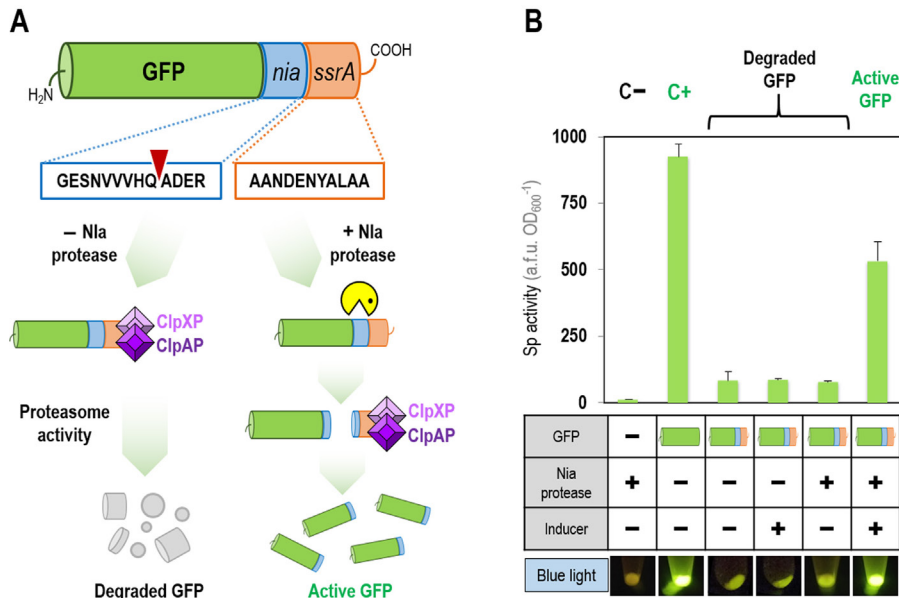 A
GFP
nia
ssrA
COOH
H₂N
GESNVVVHQ ADER
AANDENYALAA
– NIa
protease
+ NIa
protease
ClpXP
ClpAP
Proteasome
activity
ClpXP
ClpAP
Degraded GFP
Active GFP
B
C– C+ Degraded
GFP
Active
GFP
Sp activity (a.f.u. OD₆₀₀⁻¹)
1000
750
500
250
0
GFP –
Nia
protease + – – – + +
Inducer – – – + – +
Blue light